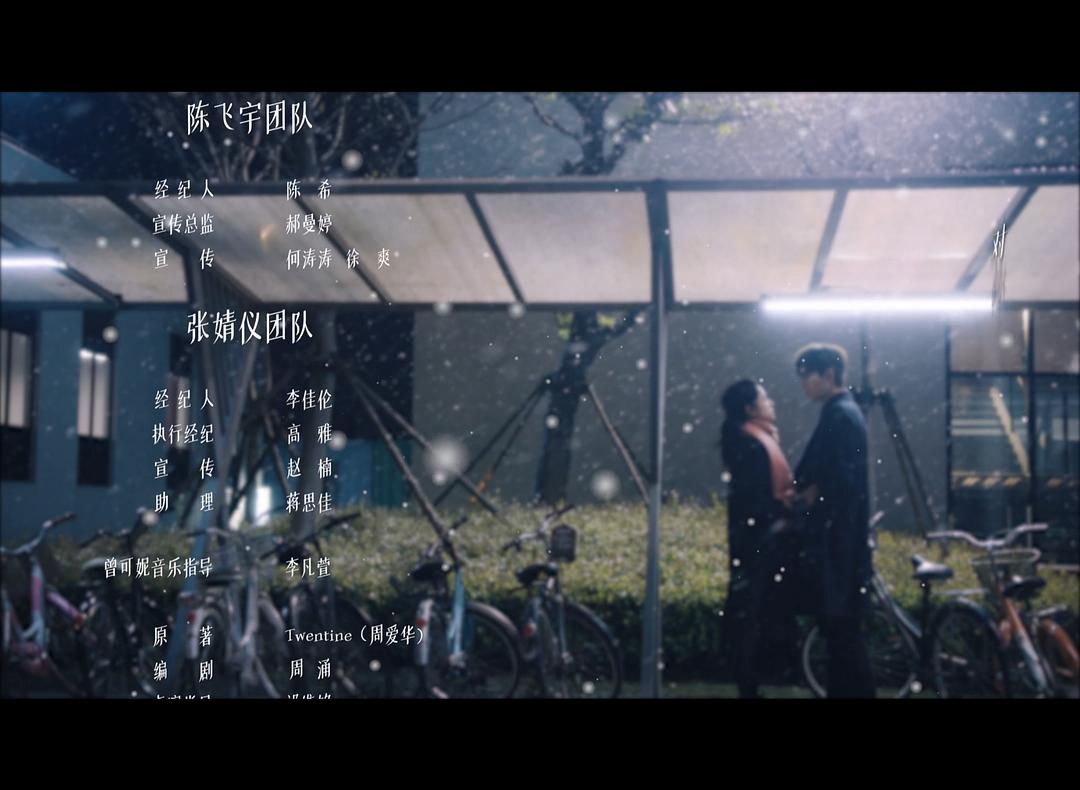 陈飞宇团队
经纪人 陈希
宣传总监 郝曼婷
宣传 何涛涛 徐爽
刘
张婧仪团队
经纪人 李佳伦
执行经纪 高雅
宣传 赵楠
助理 蒋思佳
曾可妮音乐指导 李凡萱
原著 Twentine（周爱华）
编剧 周涌